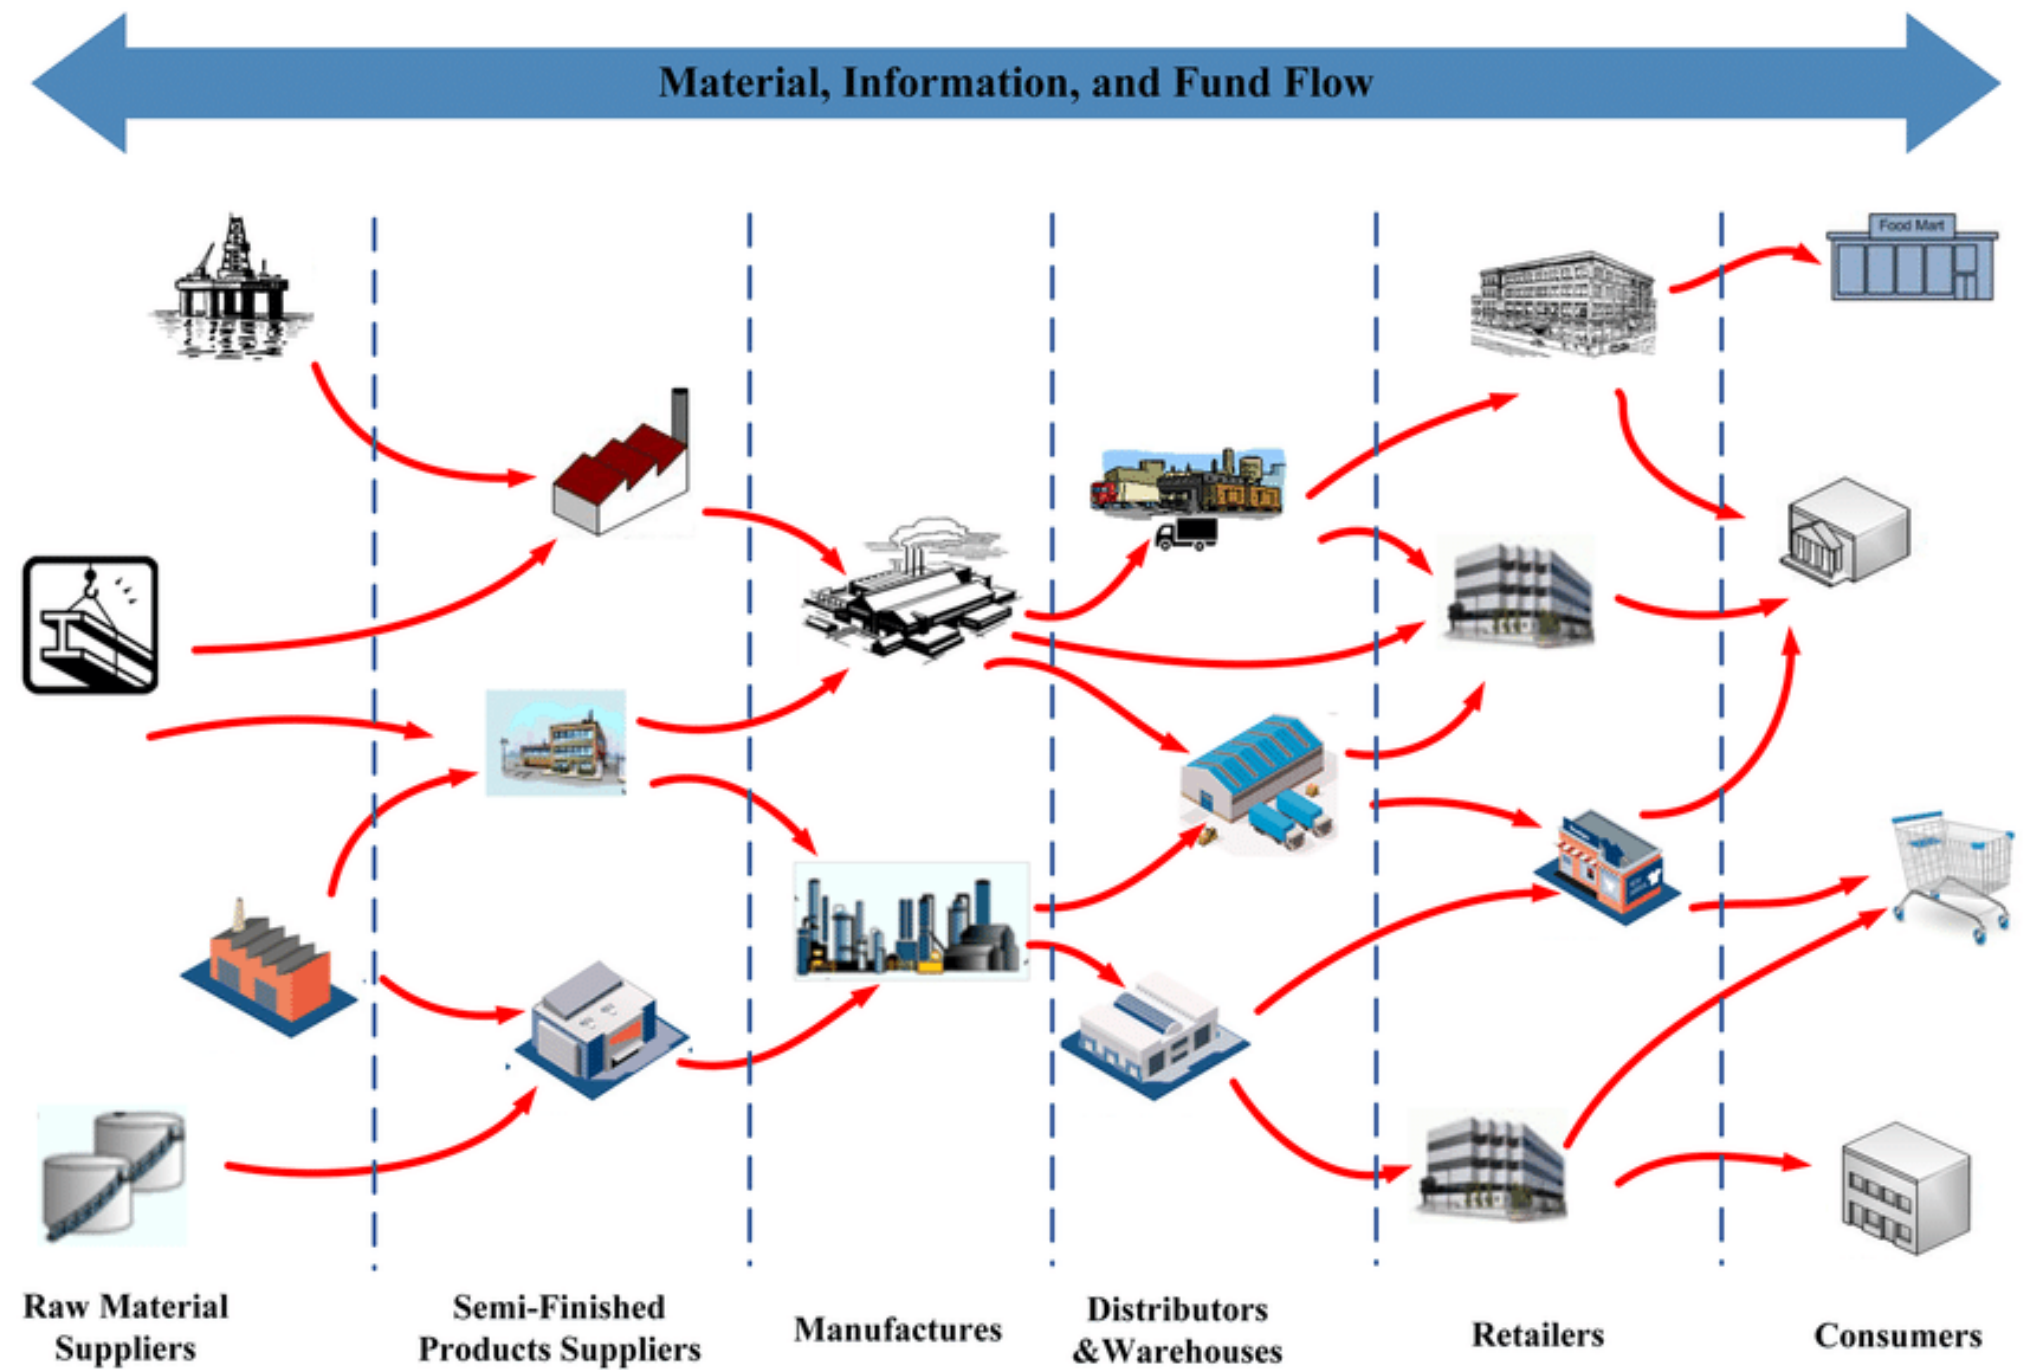 Material, Information, and Fund Flow
Food Mart
Raw Material
Suppliers
Semi-Finished
Products Suppliers
Manufactures
Distributors
&Warehouses
Retailers
Consumers